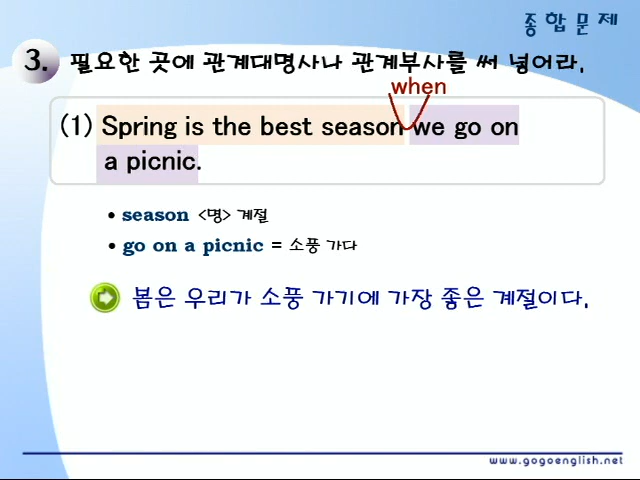 종합문제
3. 필요한 곳에 관계대명사나 관계부사를 써 넣어라.
when
(1) Spring is the best season we go on
a picnic.
• season <명> 계절
• go on a picnic = 소풍 가다
봄은 우리가 소풍 가기에 가장 좋은 계절이다.
www.gogoenglish.net